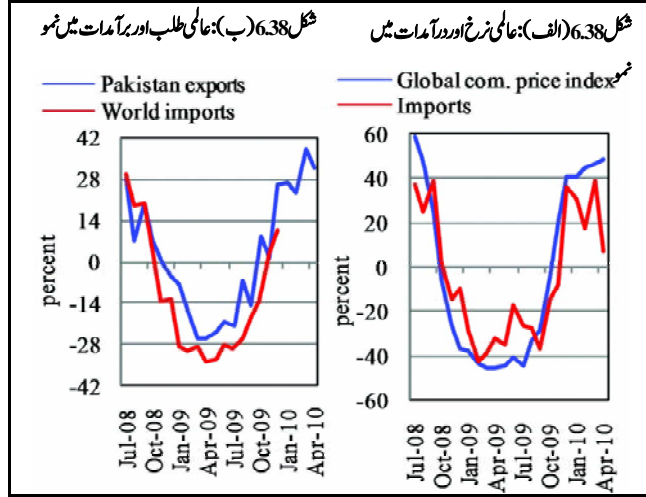 شکل 6.38 (الف): عالمی نرخ اور درآمدات میں
نمو
Global com. price index
Imports
60
40
20
0
-20
-40
-60
percent
Jul-08
Oct-08
Jan-09
Apr-09
Jul-09
Oct-09
Jan-10
Apr-10
شکل 6.38 (ب): عالمی طلب اور برآمدات میں نمو
Pakistan exports
World imports
42
28
14
0
-14
-28
-42
percent
Jul-08
Oct-08
Jan-09
Apr-09
Jul-09
Oct-09
Jan-10
Apr-10